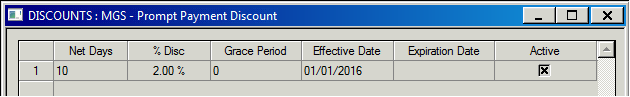 DISCOUNTS : MGS - Prompt Payment Discount
Net Days % Disc Grace Period Effective Date Expiration Date Active
1 10 2.00 % 0 01/01/2016